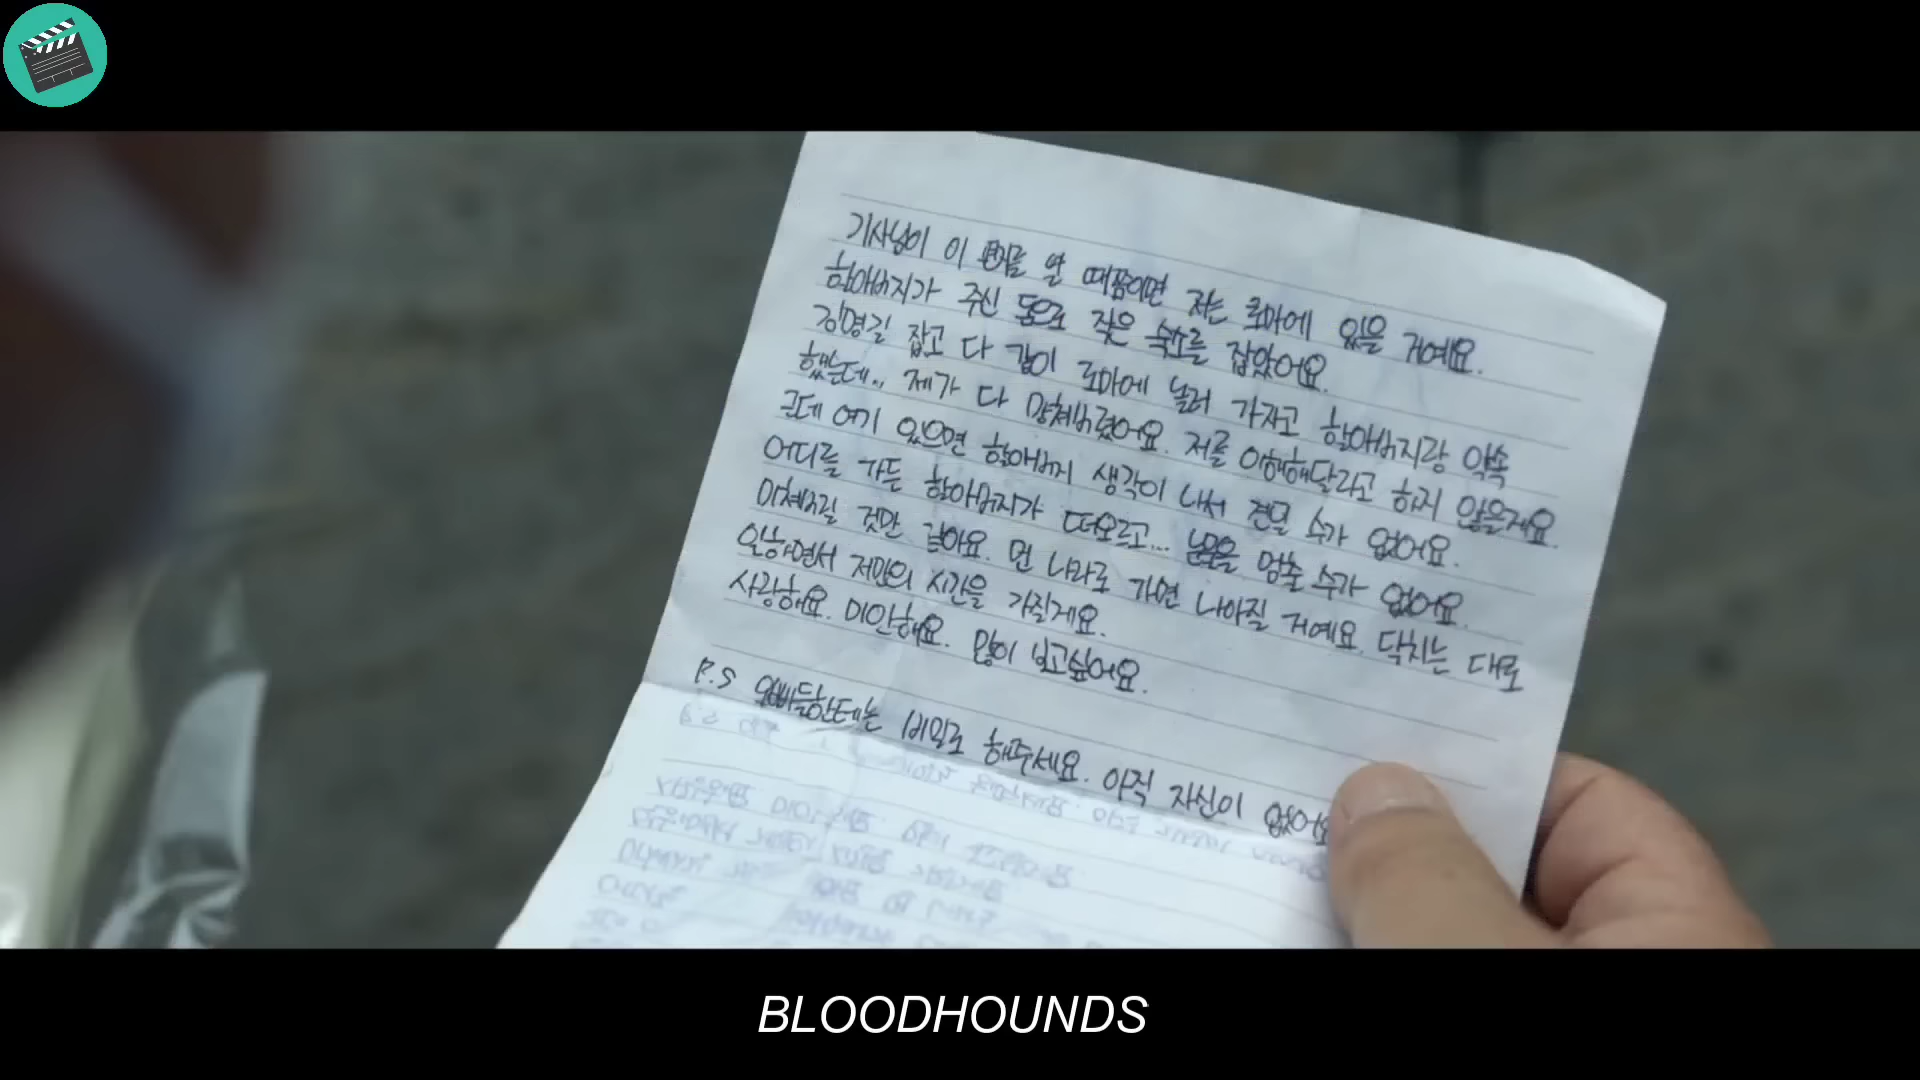 기사님이 이 편지를 볼 때쯤이면 저는 로마에 있을 거예요.
할아버지가 주신 돈으로 작은 숙소를 잡았어요.
김명길 잡고 다 같이 로마에 놀러 가자고 할아버지랑 약속
했는데.. 제가 다 망쳐버렸어요. 저를 이해해달라고 하지 않을게요.
근데 여기 있으면 할아버지 생각이 나서 견딜 수가 없어요.
어디를 가든 할아버지가 떠오르고... 눈물을 멈출 수가 없어요.
미쳐버릴 것만 같아요. 먼 나라로 가면 나아질 거예요. 닥치는 대로
일하면서 저만의 시간을 가질게요.
사랑해요. 미안해요. 많이 보고싶어요.
P.S 오빠들한테는 비밀로 해주세요. 아직 자신이 없어요
BLOODHOUNDS